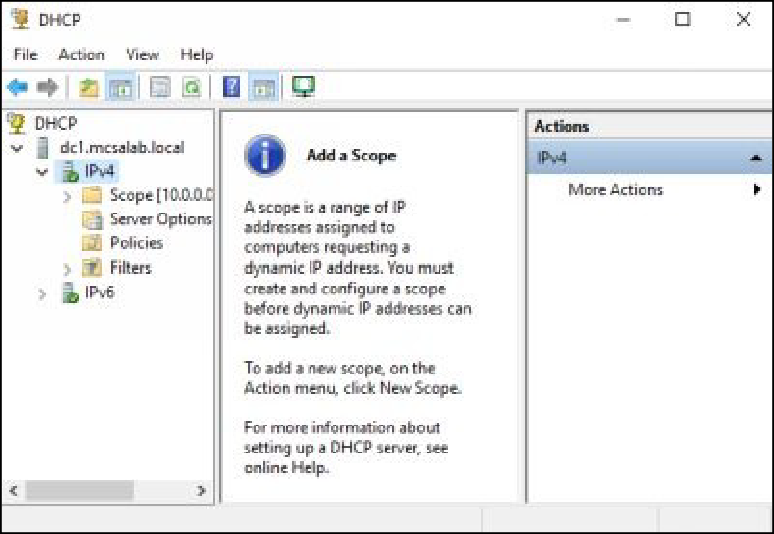 DHCP
File Action View Help
DHCP
dc1.mcsalab.local
IPv4
Scope [10.0.0.0
Server Options
Policies
Filters
IPv6
Add a Scope
A scope is a range of IP
addresses assigned to
computers requesting a
dynamic IP address. You must
create and configure a scope
before dynamic IP addresses can
be assigned.
To add a new scope, on the
Action menu, click New Scope.
For more information about
setting up a DHCP server, see
online Help.
Actions
IPv4
More Actions